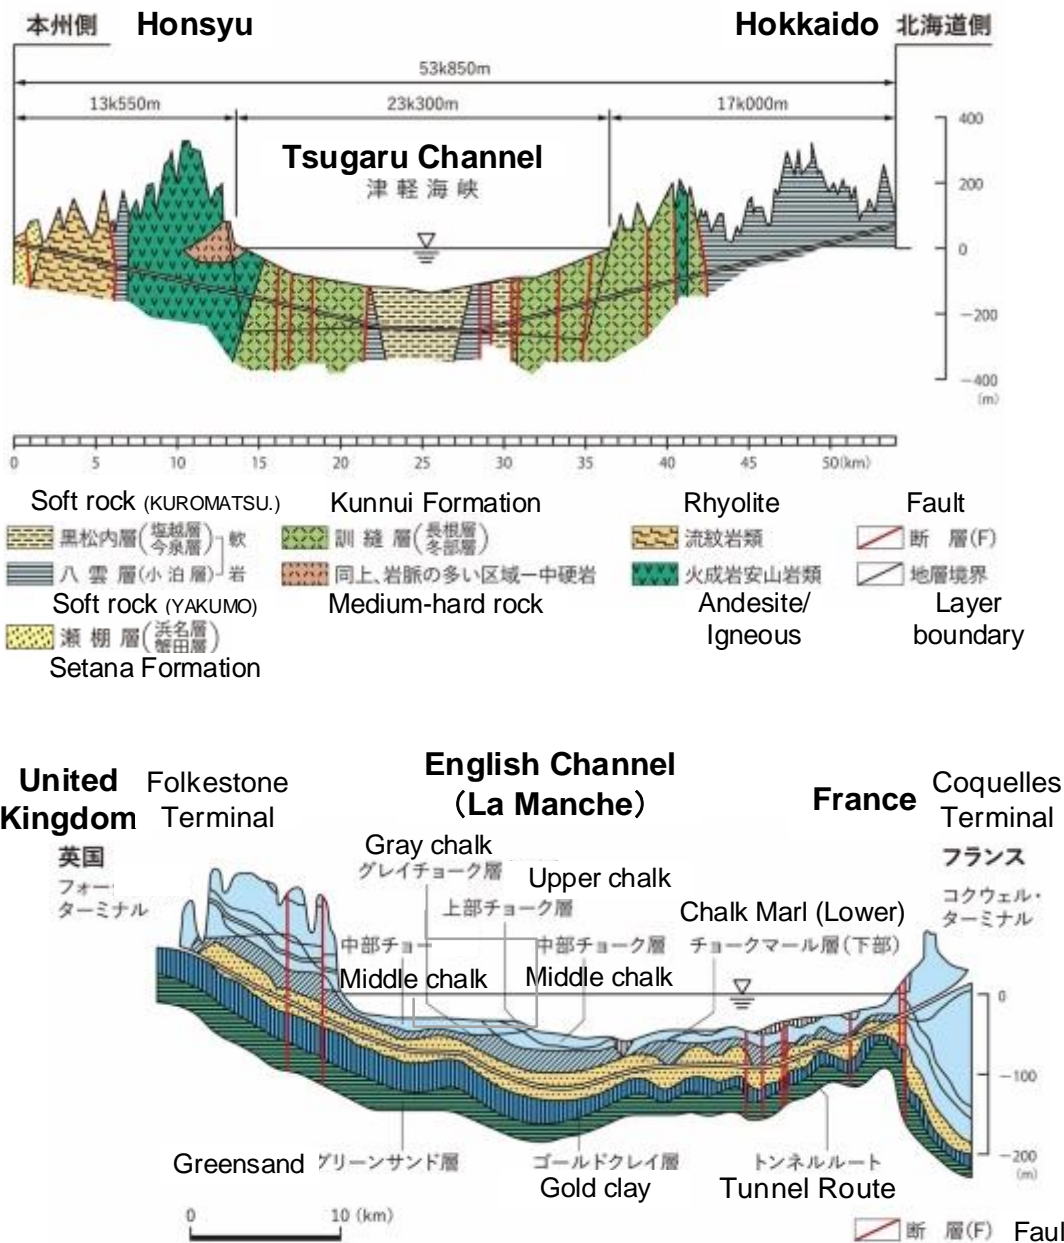 本州側 Honsyu Hokkaido 北海道側
53k850m
13k550m 23k300m 17k000m
400
Tsugaru Channel
津軽海峡
200
0
−200
−400
(m)
0 5 10 15 20 25 30 35 40 45 50(km)
Soft rock (KUROMATSU.) Kunnui Formation Rhyolite Fault
黒松内層(塩越層 今泉層) 軟 訓縫層(長根層 冬部層) 流紋岩類 断層(F)
八雲層(小泊層) 岩 同上、岩脈の多い区域ー中硬岩 火成岩安山岩類 地層境界
Soft rock (YAKUMO) Medium-hard rock Andesite/ Layer
Igneous boundary
瀬棚層(浜名層 蟹田層)
Setana Formation
United Folkestone English Channel Coquelles
Kingdom Terminal (La Manche) France Terminal
英国 Gray chalk フランス
グレイチョーク層 Upper chalk
フォー コクウェル・
ターミナル 上部チョーク層 Chalk Marl (Lower) ターミナル
中部チョー 中部チョーク層 チョークマール層(下部)
Middle chalk Middle chalk
0
−100
−200
(m)
Greensand グリーンサンド層 ゴールドクレイ層 トンネルルート
Gold clay Tunnel Route
0 10 (km)
断層(F) Faul